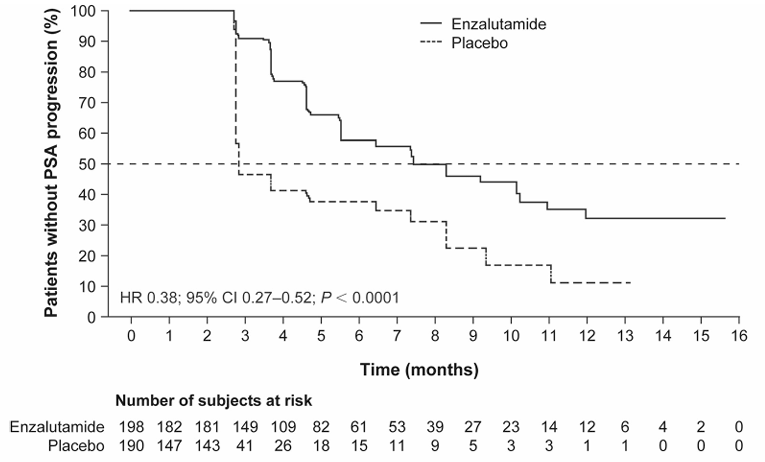 100
90
80
70
60
50
40
30
20
10
0
Patients without PSA progression (%)
Enzalutamide
Placebo
HR 0.38; 95% CI 0.27–0.52; P < 0.0001
0 1 2 3 4 5 6 7 8 9 10 11 12 13 14 15 16
Time (months)
Number of subjects at risk
Enzalutamide 198 182 181 149 109 82 61 53 39 27 23 14 12 6 4 2 0
Placebo 190 147 143 41 26 18 15 11 9 5 3 3 1 1 0 0 0